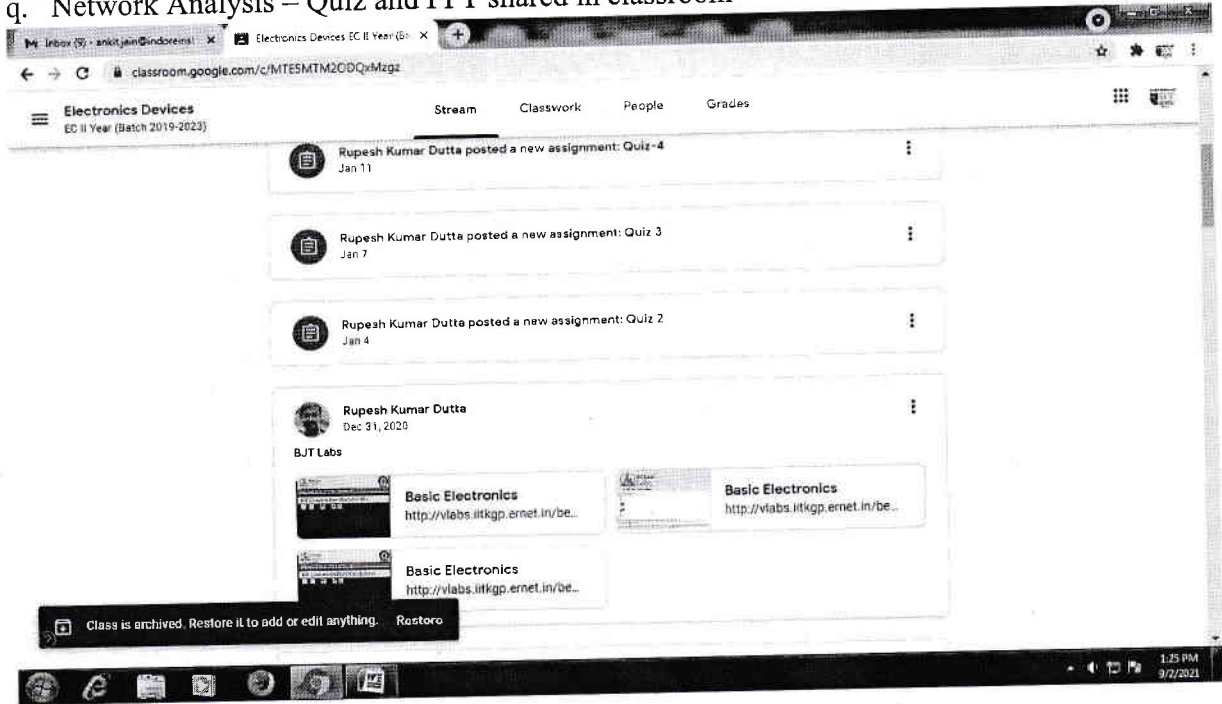 q. Network Analysis – Quiz and PPT shared in classroom
Inbox (9) - ankit.jain@indoreins
Electronics Devices EC II Year (B
classroom.google.com/c/MTE5MTM2ODQxMzgz
Electronics Devices
EC II Year (Batch 2019-2023)
Stream Classwork People Grades
Rupesh Kumar Dutta posted a new assignment: Quiz-4
Jan 11
Rupesh Kumar Dutta posted a new assignment: Quiz 3
Jan 7
Rupesh Kumar Dutta posted a new assignment: Quiz 2
Jan 4
Rupesh Kumar Dutta
Dec 31, 2020
BJT Labs
Basic Electronics
http://vlabs.iitkgp.ernet.in/be...
Basic Electronics
http://vlabs.iitkgp.ernet.in/be...
Basic Electronics
http://vlabs.iitkgp.ernet.in/be...
Class is archived. Restore it to add or edit anything. Restore
1:25 PM
9/2/2021